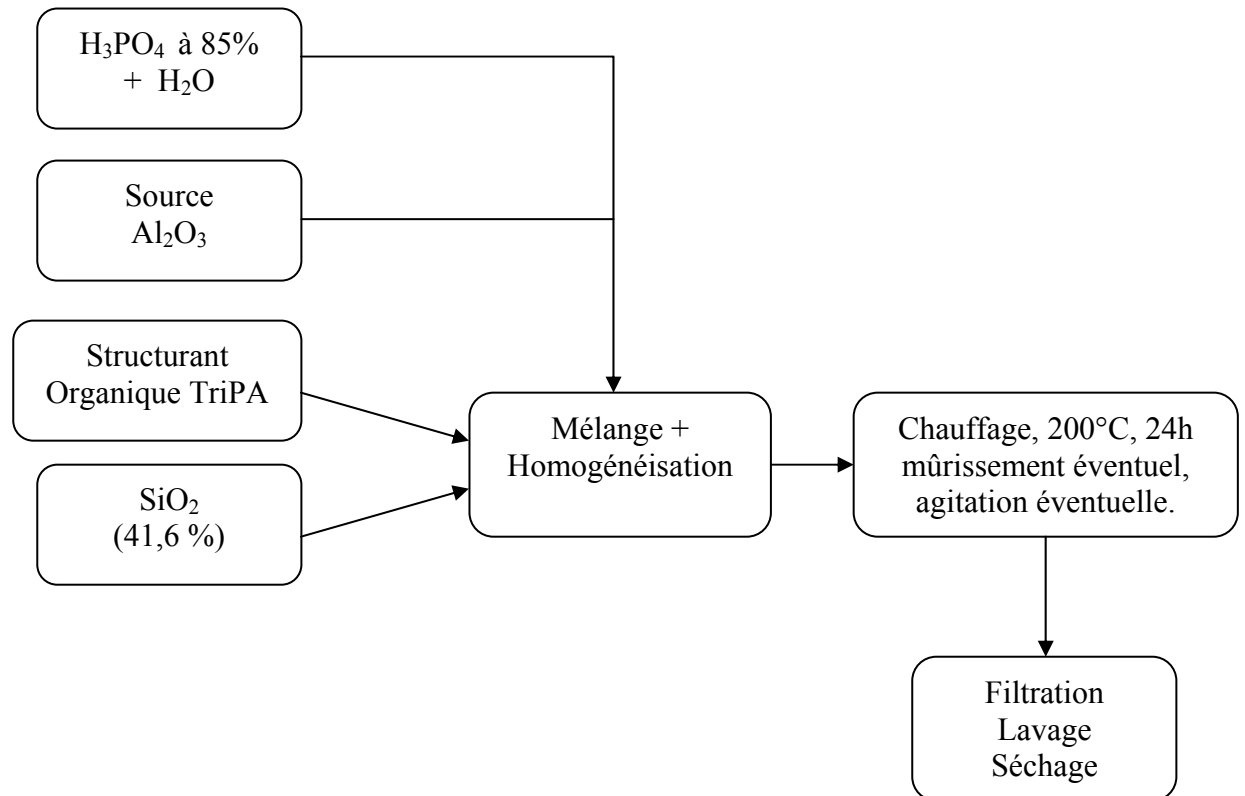 H₃PO₄ à 85%
+ H₂O
Source
Al₂O₃
Structurant
Organique TriPA
SiO₂
(41,6 %)
Mélange +
Homogénéisation
Chauffage, 200°C, 24h
mûrissement éventuel,
agitation éventuelle.
Filtration
Lavage
Séchage